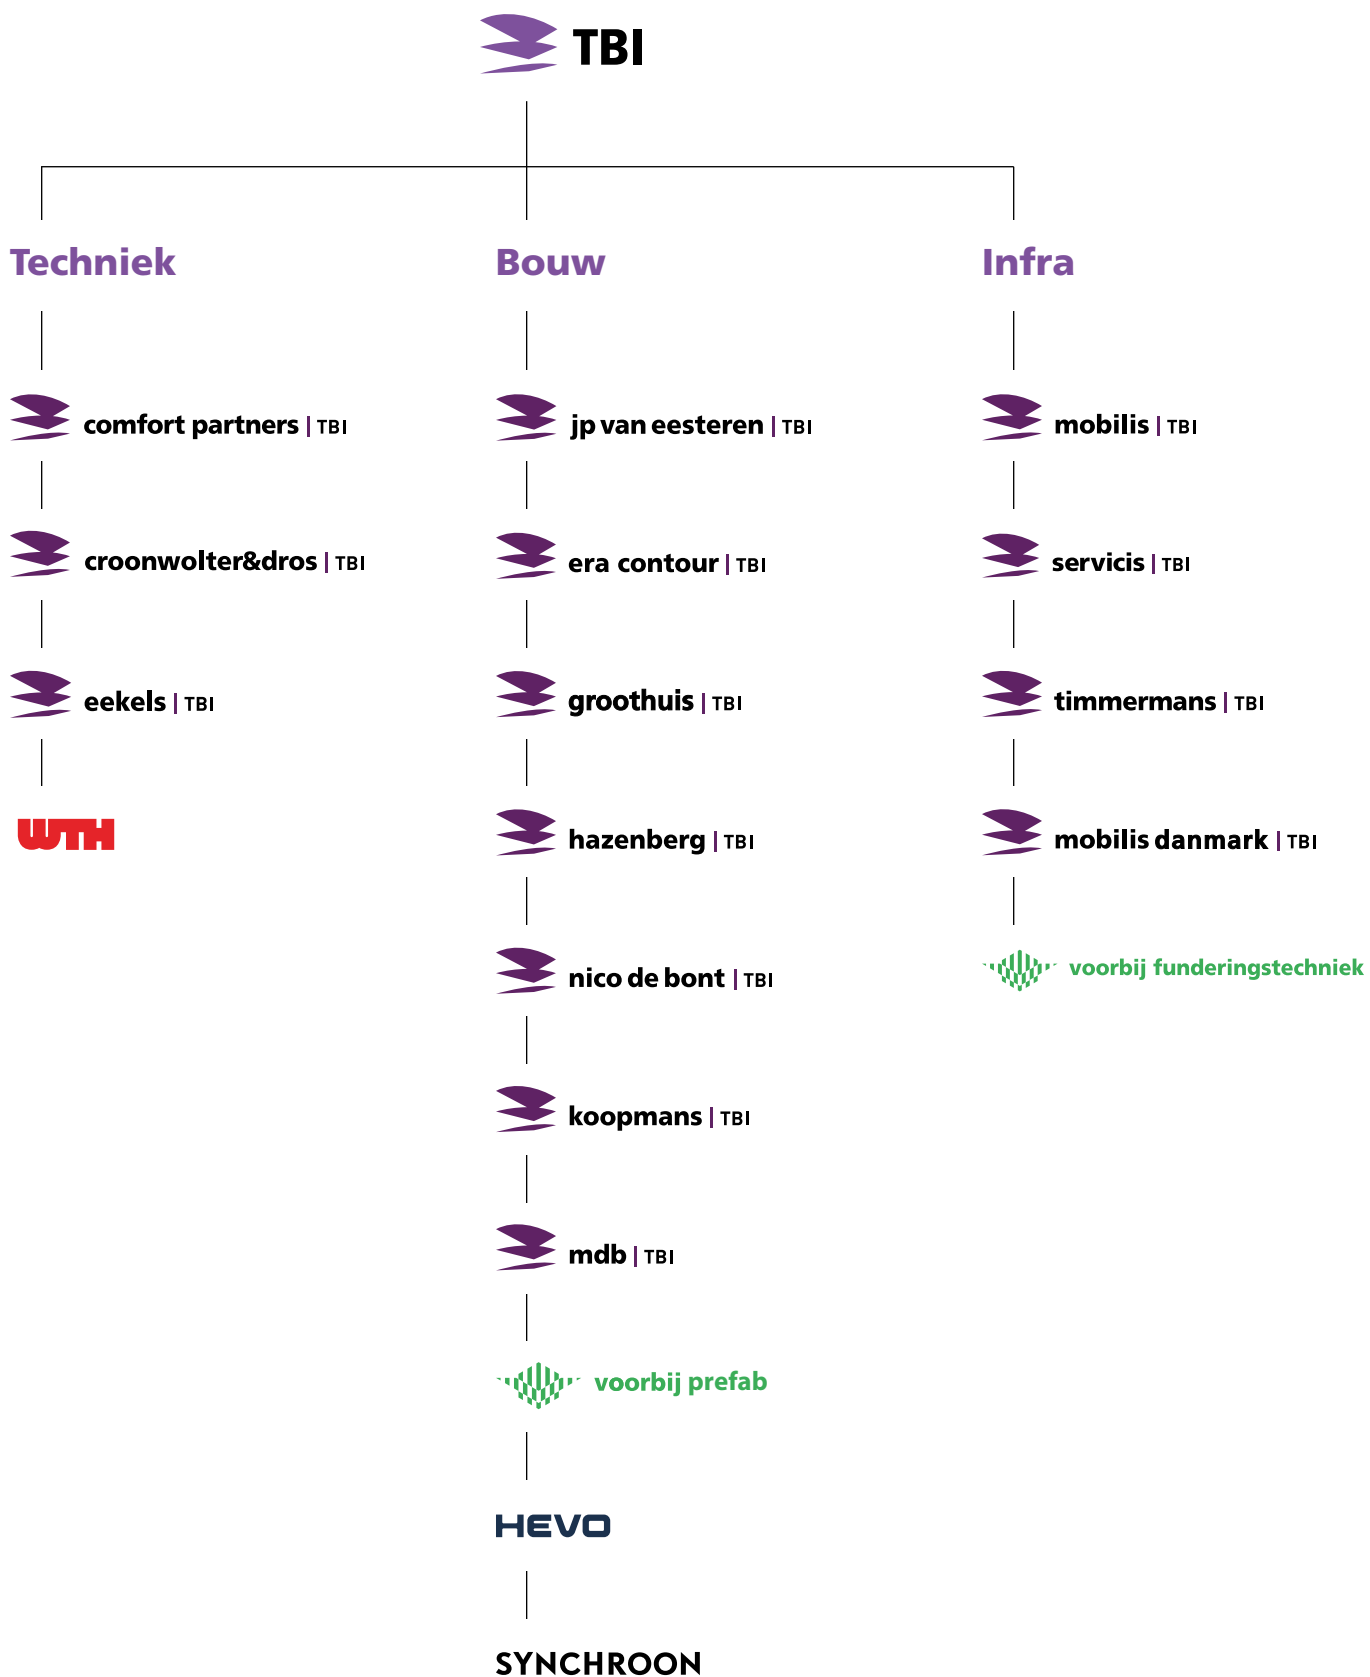 TBI
Techniek
comfort partners | TBI
croonwolter&dros | TBI
eekels | TBI
WTH
Bouw
jp van eesteren | TBI
era contour | TBI
groothuis | TBI
hazenberg | TBI
nico de bont | TBI
koopmans | TBI
mdb | TBI
voorbij prefab
HEVO
SYNCHROON
Infra
mobilis | TBI
servicis | TBI
timmermans | TBI
mobilis danmark | TBI
voorbij funderingstechniek